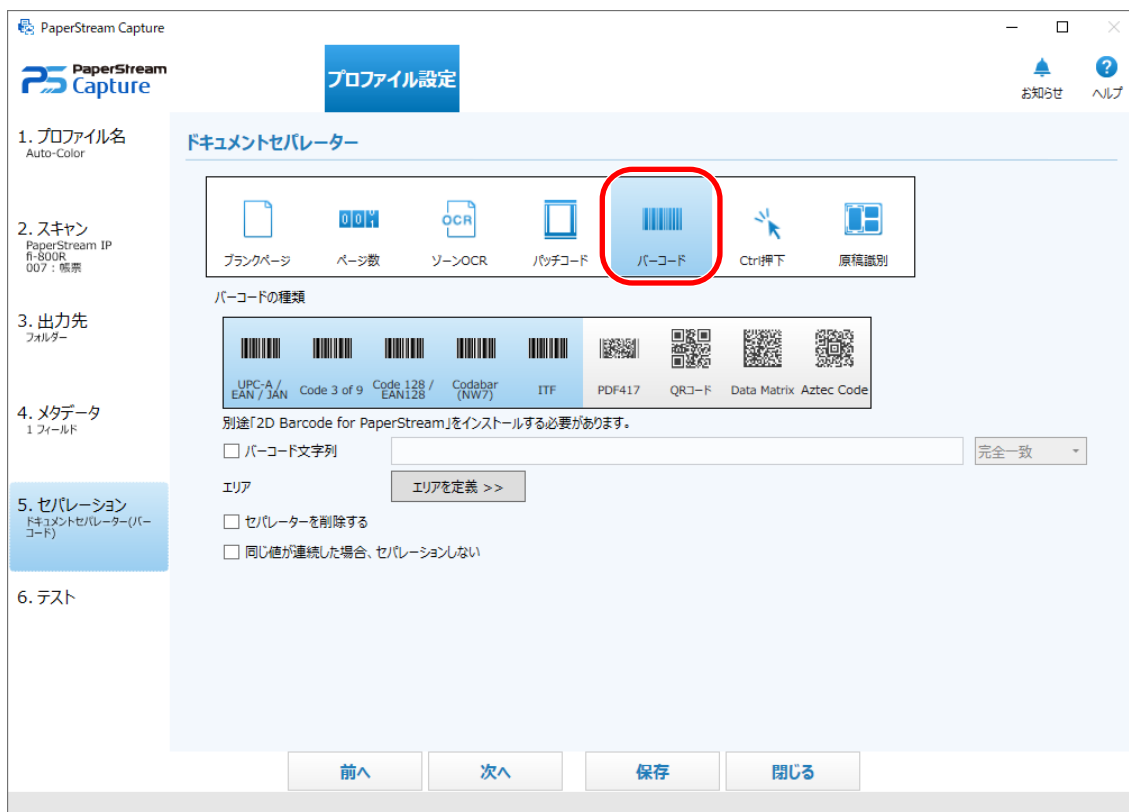 PaperStream Capture
PaperStream
Capture
プロファイル設定
お知らせ
ヘルプ
1. プロファイル名
Auto-Color
2. スキャン
PaperStream IP
fi-800R
007 : 帳票
3. 出力先
フォルダー
4. メタデータ
1 フィールド
5. セパレーション
ドキュメントセパレーター(バー
コード)
6. テスト
ドキュメントセパレーター
ブランクページ
ページ数
OCR
ゾーンOCR
パッチコード
バーコード
Ctrl押下
原稿識別
バーコードの種類
UPC-A /
EAN / JAN
Code 3 of 9
Code 128 /
EAN128
Codabar
(NW7)
ITF
PDF417
QRコード
Data Matrix
Aztec Code
別途「2D Barcode for PaperStream」をインストールする必要があります。
バーコード文字列
完全一致
エリア
エリアを定義 >>
セパレーターを削除する
同じ値が連続した場合、セパレーションしない
前へ
次へ
保存
閉じる